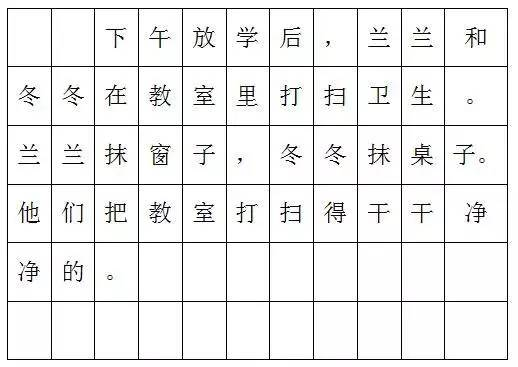 下午放学后，兰兰和
冬冬在教室里打扫卫生。
兰兰抹窗子，冬冬抹桌子。
他们把教室打扫得干干净
净的。